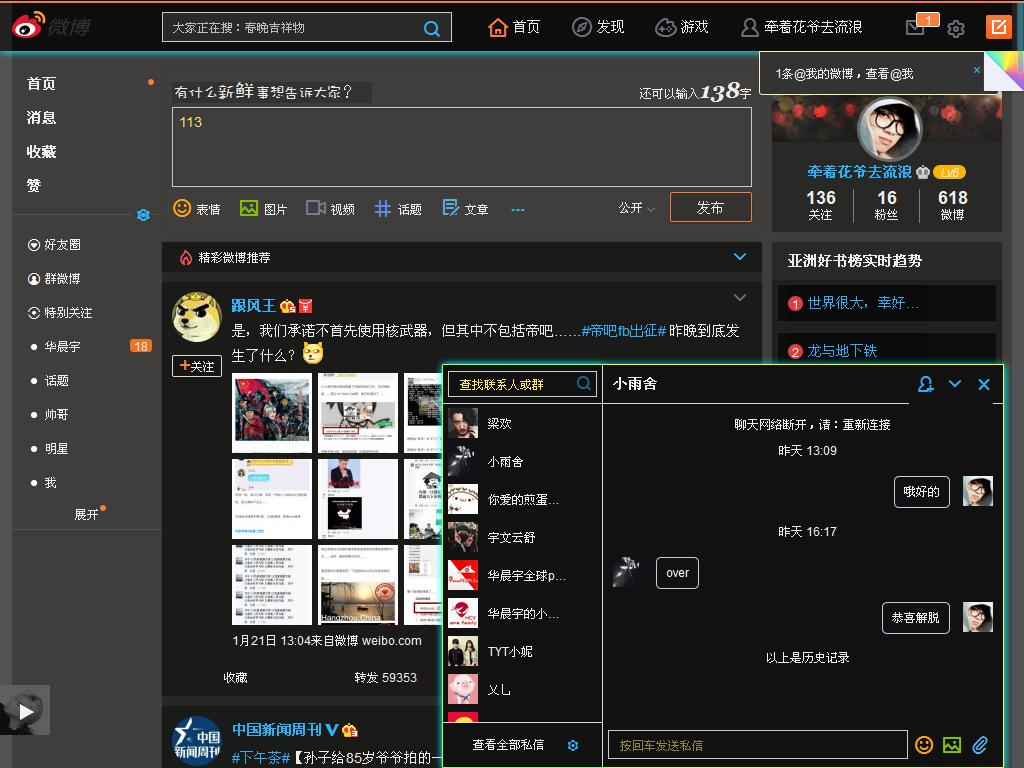 微博
大家正在搜：春晚吉祥物
首页
发现
游戏
牵着花爷去流浪
1
1条@我的微博，查看@我
×
首页
消息
收藏
赞
好友圈
群微博
特别关注
华晨宇
18
话题
帅哥
明星
我
展开
有什么新鲜事想告诉大家？
还可以输入138字
113
表情
图片
视频
话题
文章
...
公开
发布
精彩微博推荐
跟风王
+关注
是，我们承诺不首先使用核武器，但其中不包括帝吧……#帝吧fb出征# 昨晚到底发
生了什么？
Hangzhou,China
1月21日 13:04来自微博 weibo.com
收藏
转发 59353
中国新闻周刊
中国
新闻周刊
#下午茶#【孙子给85岁爷爷拍的一
牵着花爷去流浪
Lv6
136
关注
16
粉丝
618
微博
亚洲好书榜实时趋势
1 世界很大，幸好...
2 龙与地下铁
查找联系人或群
梁欢
小雨舍
你爱的煎蛋...
宇文云舒
华晨宇全球p...
华晨宇的小...
TYT小妮
乂乚
查看全部私信
小雨舍
聊天网络断开，请：重新连接
昨天 13:09
哦好的
昨天 16:17
over
恭喜解脱
以上是历史记录
按回车发送私信